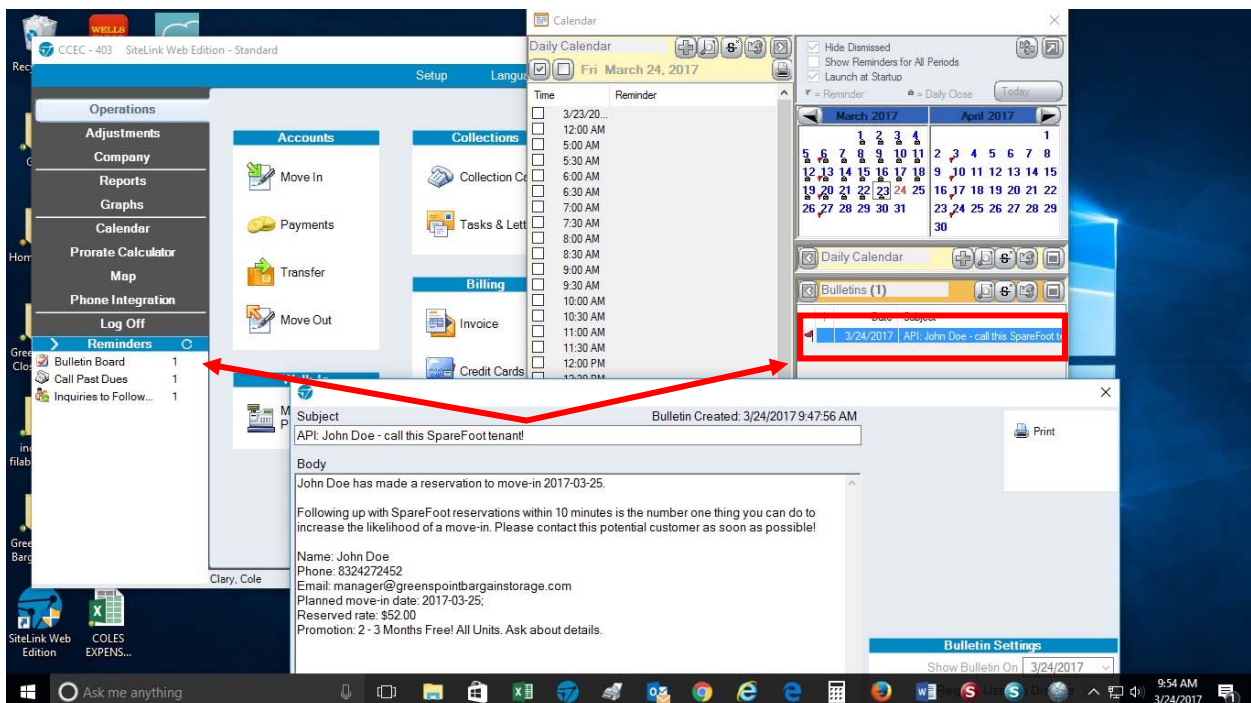 WELLS
CCEC - 403 SiteLink Web Edition - Standard
Setup
Operations
Adjustments
Company
Reports
Graphs
Calendar
Prorate Calculator
Map
Phone Integration
Log Off
Reminders
Bulletin Board 1
Call Past Dues 1
Inquiries to Follow... 1
Accounts
Move In
Payments
Transfer
Move Out
Collections
Tasks & Lett
Billing
Invoice
Credit Cards
Clary, Cole
Calendar
Daily Calendar
Fri March 24, 2017
Time Reminder
3/23/20...
12:00 AM
5:00 AM
5:30 AM
6:00 AM
6:30 AM
7:00 AM
7:30 AM
8:00 AM
8:30 AM
9:00 AM
9:30 AM
10:00 AM
10:30 AM
11:00 AM
11:30 AM
12:00 PM
12:30 PM
Hide Dismissed
Show Reminders for All Periods
Launch at Startup
= Reminder = Daily Close Today
March 2017 April 2017
1 2 3 4 1
5 6 7 8 9 10 11 2 3 4 5 6 7 8
12 13 14 15 16 17 18 9 10 11 12 13 14 15
19 20 21 22 23 24 25 16 17 18 19 20 21 22
26 27 28 29 30 31 23 24 25 26 27 28 29
30
Daily Calendar
Bulletins (1)
Date Subject
3/24/2017 API: John Doe - call this SpareFoot te
Subject Bulletin Created: 3/24/2017 9:47:56 AM
API: John Doe - call this SpareFoot tenant!
Print
Body
John Doe has made a reservation to move-in 2017-03-25.
Following up with SpareFoot reservations within 10 minutes is the number one thing you can do to
increase the likelihood of a move-in. Please contact this potential customer as soon as possible!
Name: John Doe
Phone: 8324272452
Email: manager@greenspointbargainstorage.com
Planned move-in date: 2017-03-25;
Reserved rate: $52.00
Promotion: 2 - 3 Months Free! All Units. Ask about details.
Bulletin Settings
Show Bulletin On 3/24/2017
SiteLink Web
Edition
COLES
EXPENS...
Ask me anything
9:54 AM
3/24/2017